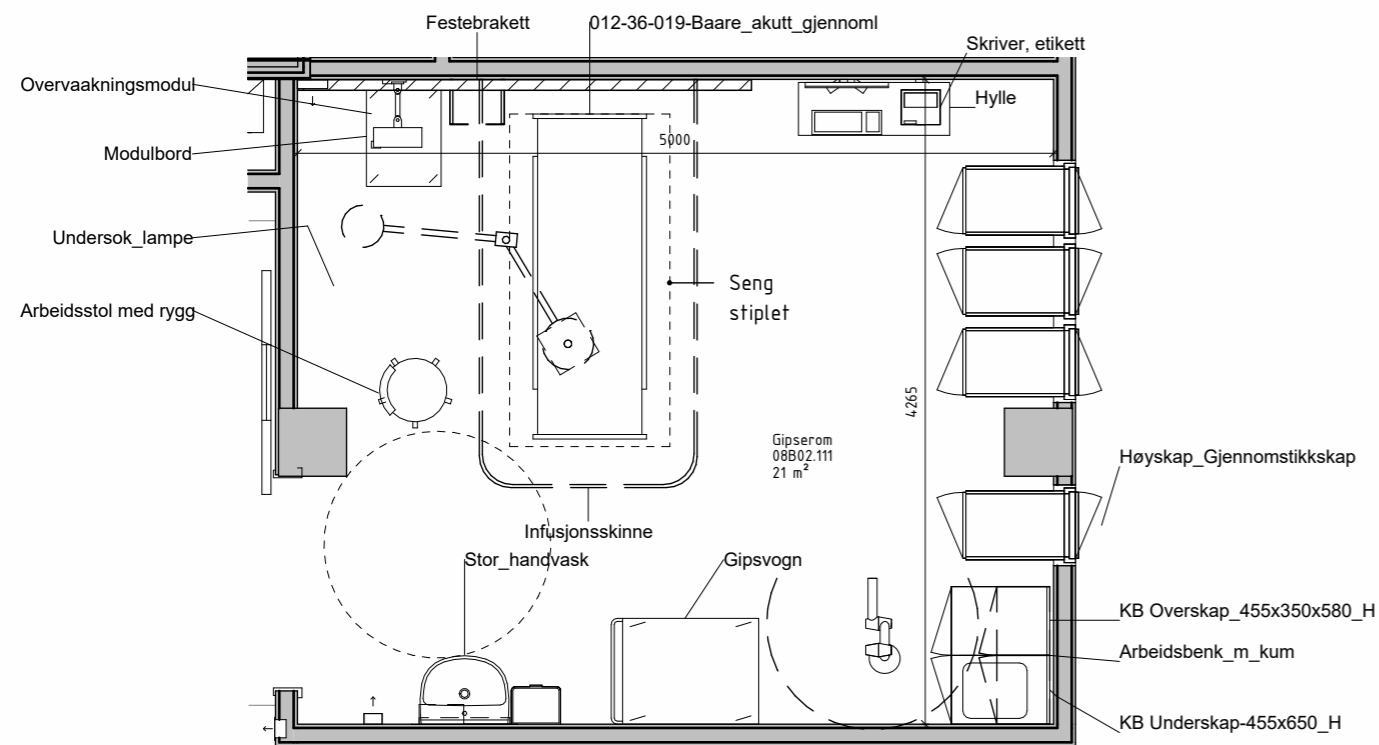 Festebrakett
012-36-019-Baare_akutt_gjennoml
Skriver, etikett
Overvaakningsmodul
Hylle
Modulbord
5000
Undersok_lampe
Seng
stiplet
Arbeidsstol med rygg
4265
Gipserom
08B02.111
21 m²
Høyskap_Gjennomstikkskap
Infusjonsskinne
Stor_handvask
Gipsvogn
KB Overskap_455x350x580_H
Arbeidsbenk_m_kum
KB Underskap-455x650_H